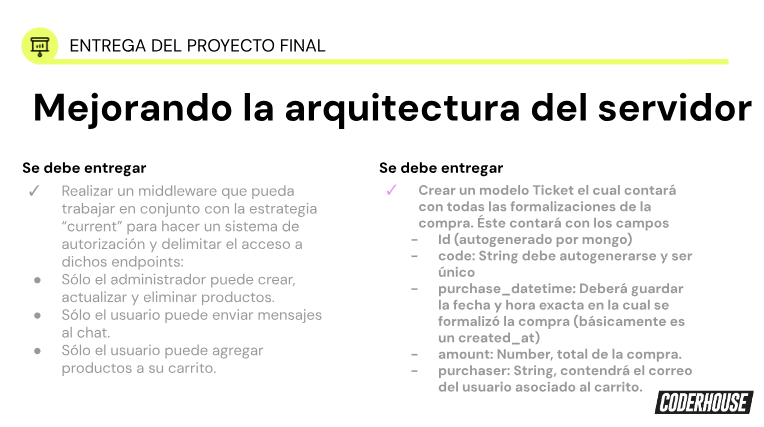 ENTREGA DEL PROYECTO FINAL
Mejorando la arquitectura del servidor
Se debe entregar
✓ Realizar un middleware que pueda
trabajar en conjunto con la estrategia
“current” para hacer un sistema de
autorización y delimitar el acceso a
dichos endpoints:
● Sólo el administrador puede crear,
actualizar y eliminar productos.
● Sólo el usuario puede enviar mensajes
al chat.
● Sólo el usuario puede agregar
productos a su carrito.
Se debe entregar
✓ Crear un modelo Ticket el cual contará
con todas las formalizaciones de la
compra. Éste contará con los campos
- Id (autogenerado por mongo)
- code: String debe autogenerarse y ser
único
- purchase_datetime: Deberá guardar
la fecha y hora exacta en la cual se
formalizó la compra (básicamente es
un created_at)
- amount: Number, total de la compra.
- purchaser: String, contendrá el correo
del usuario asociado al carrito.
CODERHOUSE